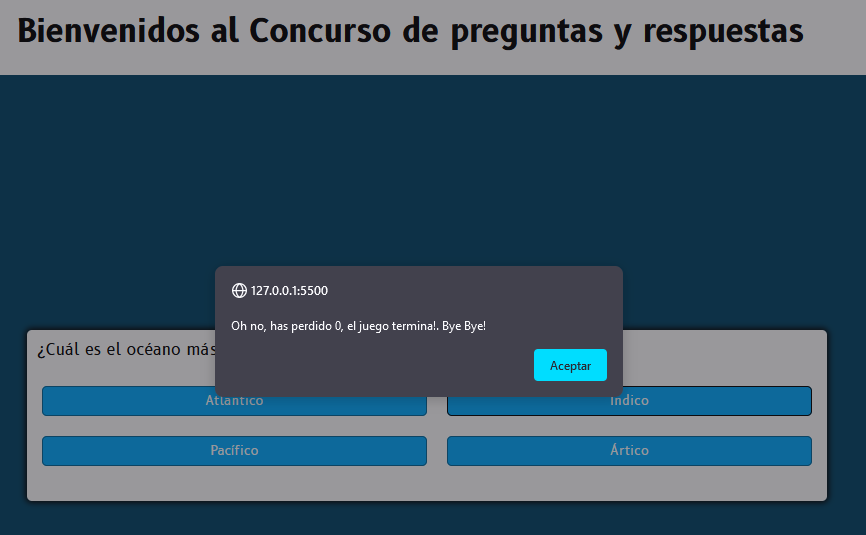 Bienvenidos al Concurso de preguntas y respuestas
127.0.0.1:5500
Oh no, has perdido 0, el juego termina!. Bye Bye!
Aceptar
¿Cuál es el océano más
Atlántico
Índico
Pacífico
Ártico